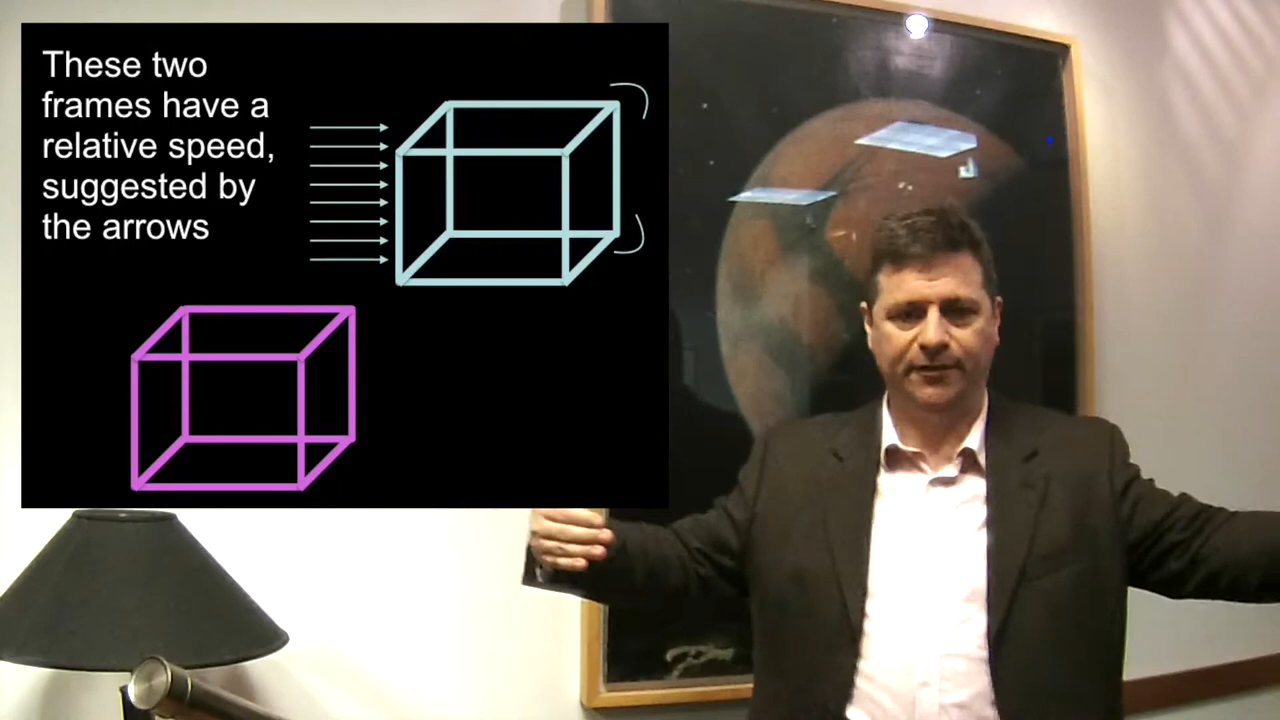 These two
frames have a
relative speed,
suggested by
the arrows